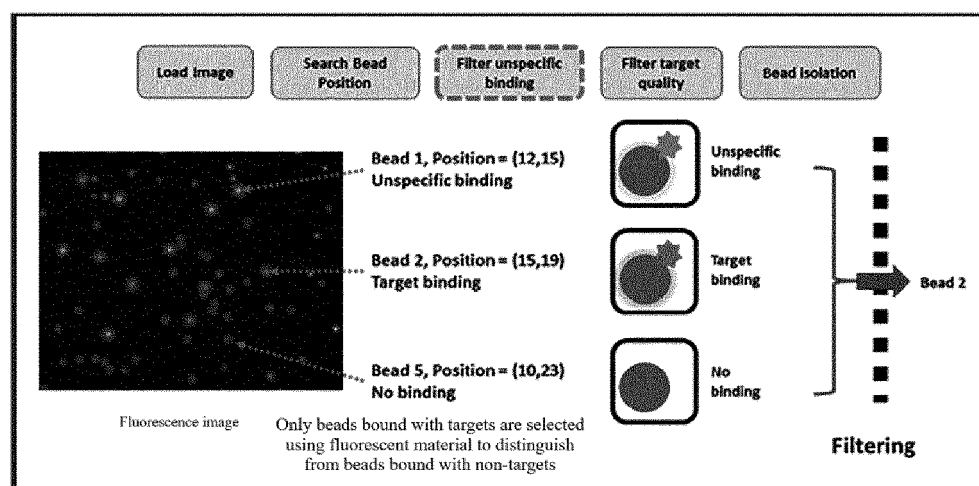 Load Image
Search Bead
Position
Filter unspecific
binding
Filter target
quality
Bead isolation
Bead 1, Position = (12,15)
Unspecific binding
Unspecific
binding
Bead 2, Position = (15,19)
Target binding
Target
binding
Bead 2
Bead 5, Position = (10,23)
No binding
No
binding
Fluorescence image
Only beads bound with targets are selected
using fluorescent material to distinguish
from beads bound with non-targets
Filtering